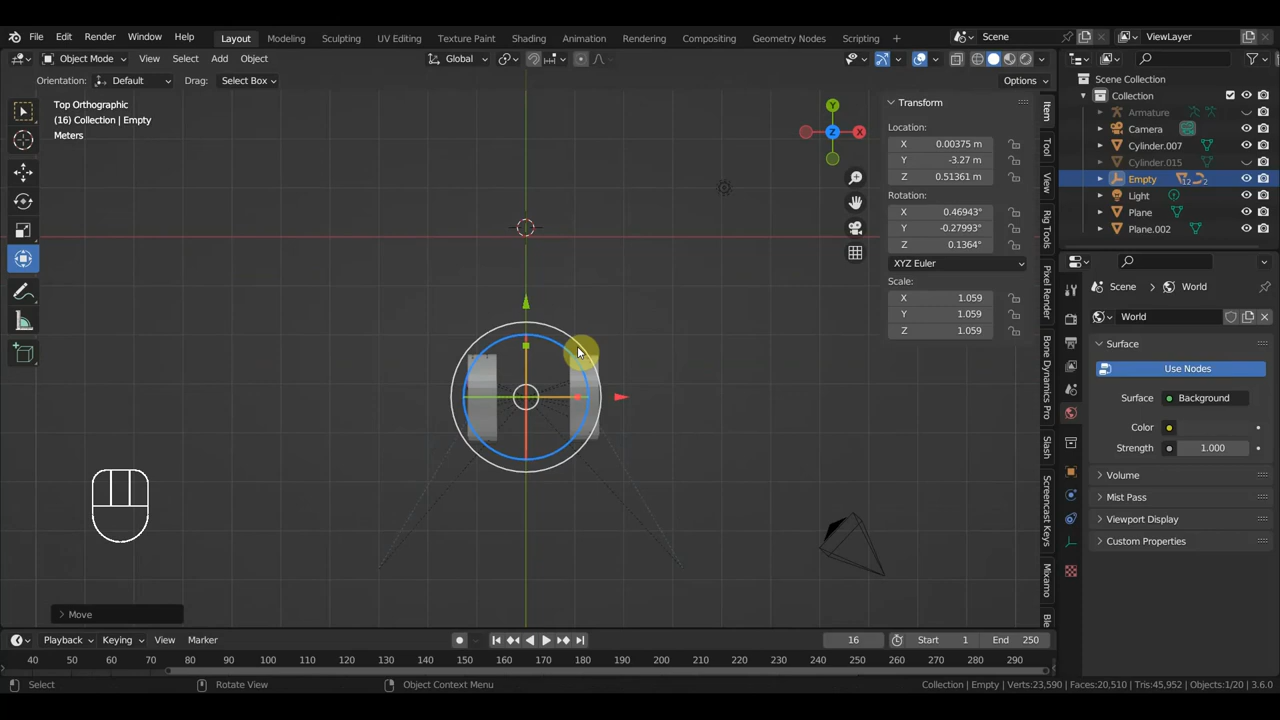 File Edit Render Window Help Layout Modeling Sculpting UV Editing Texture Paint Shading Animation Rendering Compositing Geometry Nodes Scripting + Scene ViewLayer
Object Mode View Select Add Object Global
Orientation: Default Drag: Select Box Options
Top Orthographic
(16) Collection | Empty
Meters
Y
X
Z
Transform
Location:
X 0.00375 m
Y -3.27 m
Z 0.51361 m
Rotation:
X 0.46943°
Y -0.27993°
Z 0.1364°
XYZ Euler
Scale:
X 1.059
Y 1.059
Z 1.059
Item
Tool
View
Rig Tools
Pixel Render
Bone Dynamics Pro
Slash
Screencast Keys
Mixamo
Ble
Scene Collection
Collection
Armature
Camera
Cylinder.007
Cylinder.015
Empty 12 2
Light
Plane
Plane.002
Scene World
World
Surface
Use Nodes
Surface Background
Color
Strength 1.000
Volume
Mist Pass
Viewport Display
Custom Properties
Move
Playback Keying View Marker 16 Start 1 End 250
40 50 60 70 80 90 100 110 120 130 140 150 160 170 180 190 200 210 220 230 240 250 260 270 280 290
Select Rotate View Object Context Menu Collection | Empty | Verts:23,590 | Faces:20,510 | Tris:45,952 | Objects:1/20 | 3.6.0